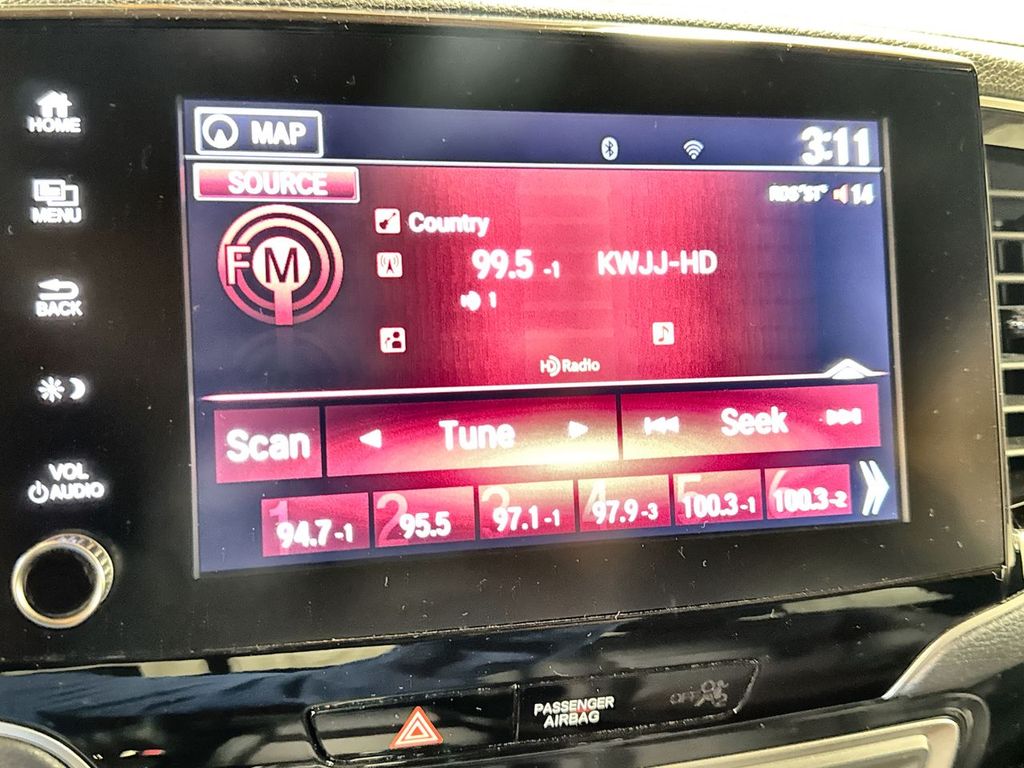 HOME
MENU
BACK
VOL
AUDIO
MAP
3:11
SOURCE
14
FM
Country
99.5 -1 KWJJ-HD
1
HD Radio
Scan
Tune
Seek
1 94.7-1
2 95.5
3 97.1-1
4 97.9-3
5 100.3-1
6 100.3-2
PASSENGER
AIRBAG
OFF